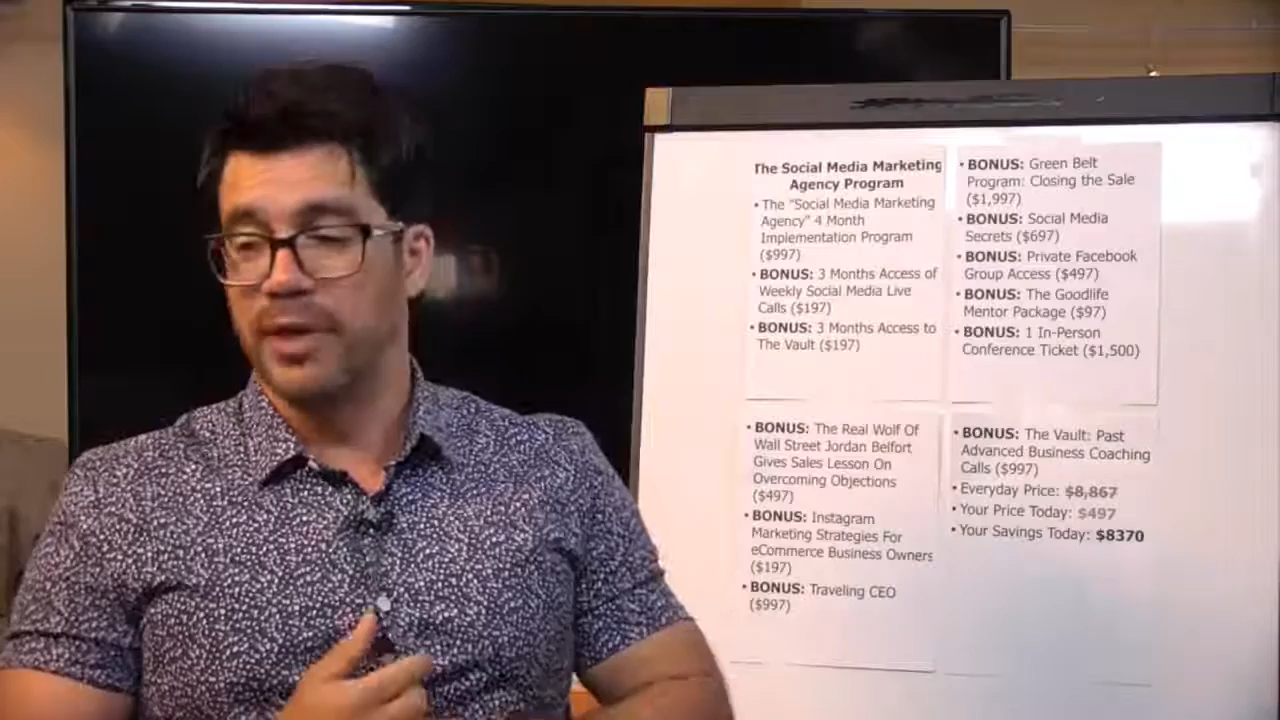 The Social Media Marketing
Agency Program
• The "Social Media Marketing
Agency" 4 Month
Implementation Program
($997)
• BONUS: 3 Months Access of
Weekly Social Media Live
Calls ($197)
• BONUS: 3 Months Access to
The Vault ($197)
• BONUS: Green Belt
Program: Closing the Sale
($1,997)
• BONUS: Social Media
Secrets ($697)
• BONUS: Private Facebook
Group Access ($497)
• BONUS: The Goodlife
Mentor Package ($97)
• BONUS: 1 In-Person
Conference Ticket ($1,500)
• BONUS: The Real Wolf Of
Wall Street Jordan Belfort
Gives Sales Lesson On
Overcoming Objections
($497)
• BONUS: Instagram
Marketing Strategies For
eCommerce Business Owners
($197)
• BONUS: Traveling CEO
($997)
• BONUS: The Vault: Past
Advanced Business Coaching
Calls ($997)
• Everyday Price: $8,867
• Your Price Today: $497
• Your Savings Today: $8370